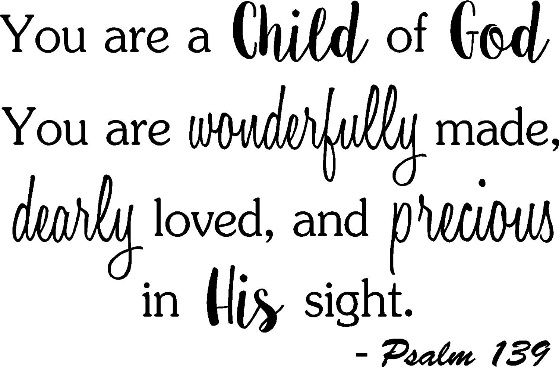 You are a Child of God
You are wonderfully made,
dearly loved, and precious
in His sight.
- Psalm 139